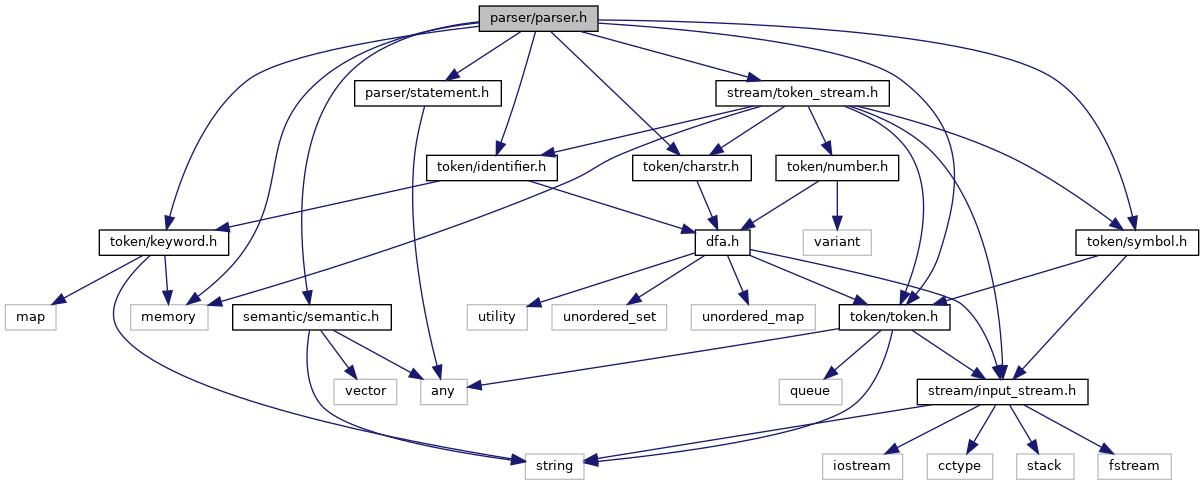 parser/parser.h
parser/statement.h
stream/token_stream.h
token/identifier.h
token/charstr.h
token/number.h
token/keyword.h
dfa.h
variant
token/symbol.h
map
memory
semantic/semantic.h
utility
unordered_set
unordered_map
token/token.h
vector
any
queue
stream/input_stream.h
string
iostream
cctype
stack
fstream